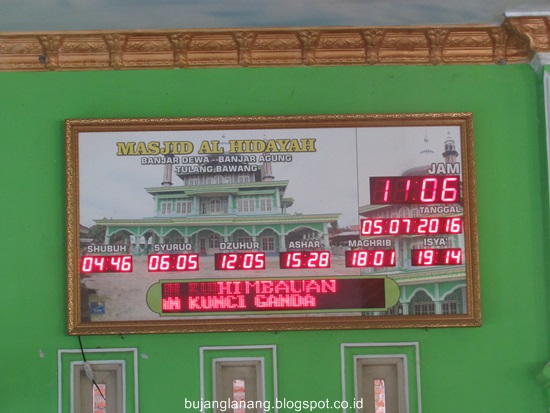 MASJID AL HIDAYAH
BANJAR DEWA - BANJAR AGUNG
TULANG BAWANG
JAM
11:06
TANGGAL
05:07:2016
SHUBUH SYURUQ DZUHUR ASHAR MAGHRIB ISYA'
04:46 06:05 12:05 15:28 18:01 19:14
HIMBAUAN
KUNCI GANDA
bujanglanang.blogspot.co.id